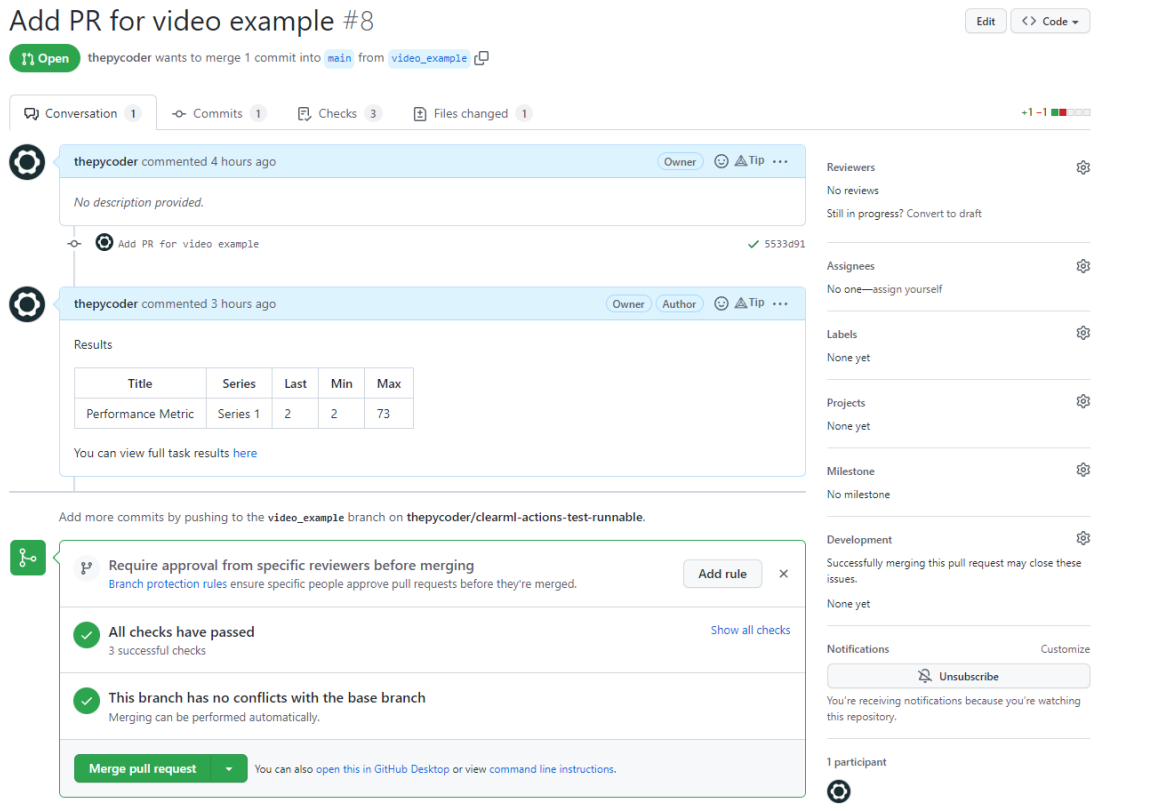 Add PR for video example #8
Edit
<> Code
Open
thepycoder wants to merge 1 commit into main from video_example
Conversation 1
Commits 1
Checks 3
Files changed 1
+1 −1
thepycoder commented 4 hours ago
Owner
Tip
No description provided.
Add PR for video example
5533d91
thepycoder commented 3 hours ago
Owner
Author
Tip
Results
Title Series Last Min Max
Performance Metric Series 1 2 2 73
You can view full task results here
Add more commits by pushing to the video_example branch on thepycoder/clearml-actions-test-runnable.
Require approval from specific reviewers before merging
Branch protection rules ensure specific people approve pull requests before they're merged.
Add rule
All checks have passed
3 successful checks
Show all checks
This branch has no conflicts with the base branch
Merging can be performed automatically.
Merge pull request
You can also open this in GitHub Desktop or view command line instructions.
Reviewers
No reviews
Still in progress? Convert to draft
Assignees
No one—assign yourself
Labels
None yet
Projects
None yet
Milestone
No milestone
Development
Successfully merging this pull request may close these
issues.
None yet
Notifications
Customize
Unsubscribe
You're receiving notifications because you're watching
this repository.
1 participant